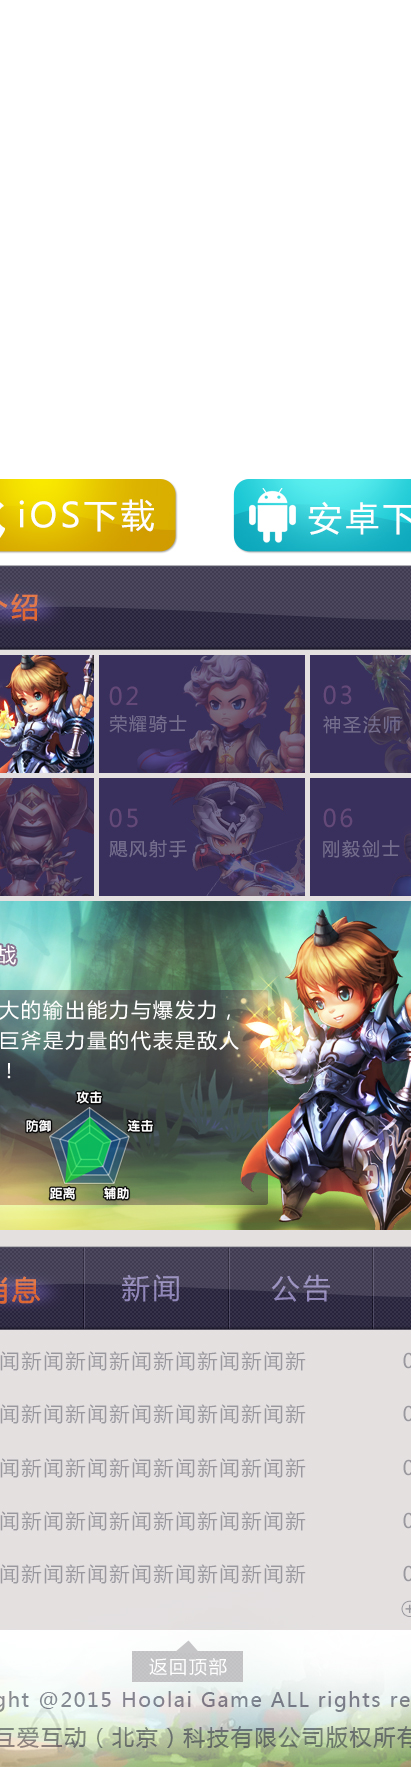 iOS下载
安卓下
介绍
02
荣耀骑士
03
神圣法师
05
飓风射手
06
刚毅剑士
战
大的输出能力与爆发力，
巨斧是力量的代表是敌人
！
攻击
防御
连击
距离
辅助
消息
新闻
公告
闻新闻新闻新闻新闻新闻新闻新
0
闻新闻新闻新闻新闻新闻新闻新
0
闻新闻新闻新闻新闻新闻新闻新
0
闻新闻新闻新闻新闻新闻新闻新
0
闻新闻新闻新闻新闻新闻新闻新
0
返回顶部
ght @2015 Hoolai Game ALL rights re
互爱互动（北京）科技有限公司版权所有